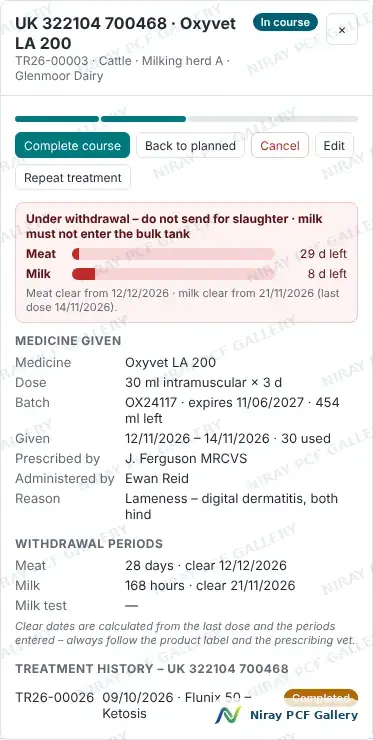 UK 322104 700468 · Oxyvet
LA 200
In course
×
TR26-00003 · Cattle · Milking herd A ·
Glenmoor Dairy
Complete course
Back to planned
Cancel
Edit
Repeat treatment
Under withdrawal – do not send for slaughter · milk
must not enter the bulk tank
Meat 29 d left
Milk 8 d left
Meat clear from 12/12/2026 · milk clear from 21/11/2026 (last
dose 14/11/2026).
MEDICINE GIVEN
Medicine Oxyvet LA 200
Dose 30 ml intramuscular × 3 d
Batch OX24117 · expires 11/06/2027 · 454
ml left
Given 12/11/2026 – 14/11/2026 · 30 used
Prescribed by J. Ferguson MRCVS
Administered by Ewan Reid
Reason Lameness – digital dermatitis, both
hind
WITHDRAWAL PERIODS
Meat 28 days · clear 12/12/2026
Milk 168 hours · clear 21/11/2026
Milk test —
Clear dates are calculated from the last dose and the periods
entered – always follow the product label and the prescribing vet.
TREATMENT HISTORY – UK 322104 700468
TR26-00026 09/10/2026 · Flunix 50 –
Ketosis
Completed
Niray PCF Gallery
NIRAY PCF GALLERY